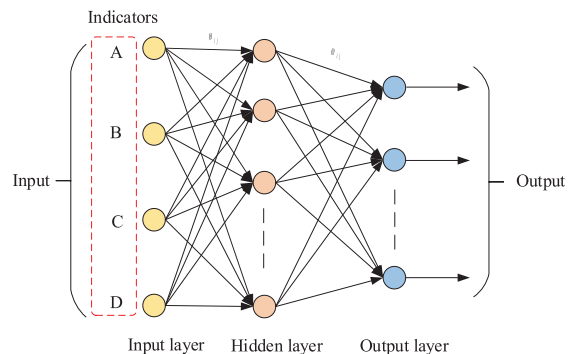 Indicators
A
B
C
D
Input
Output
Input layer
Hidden layer
Output layer